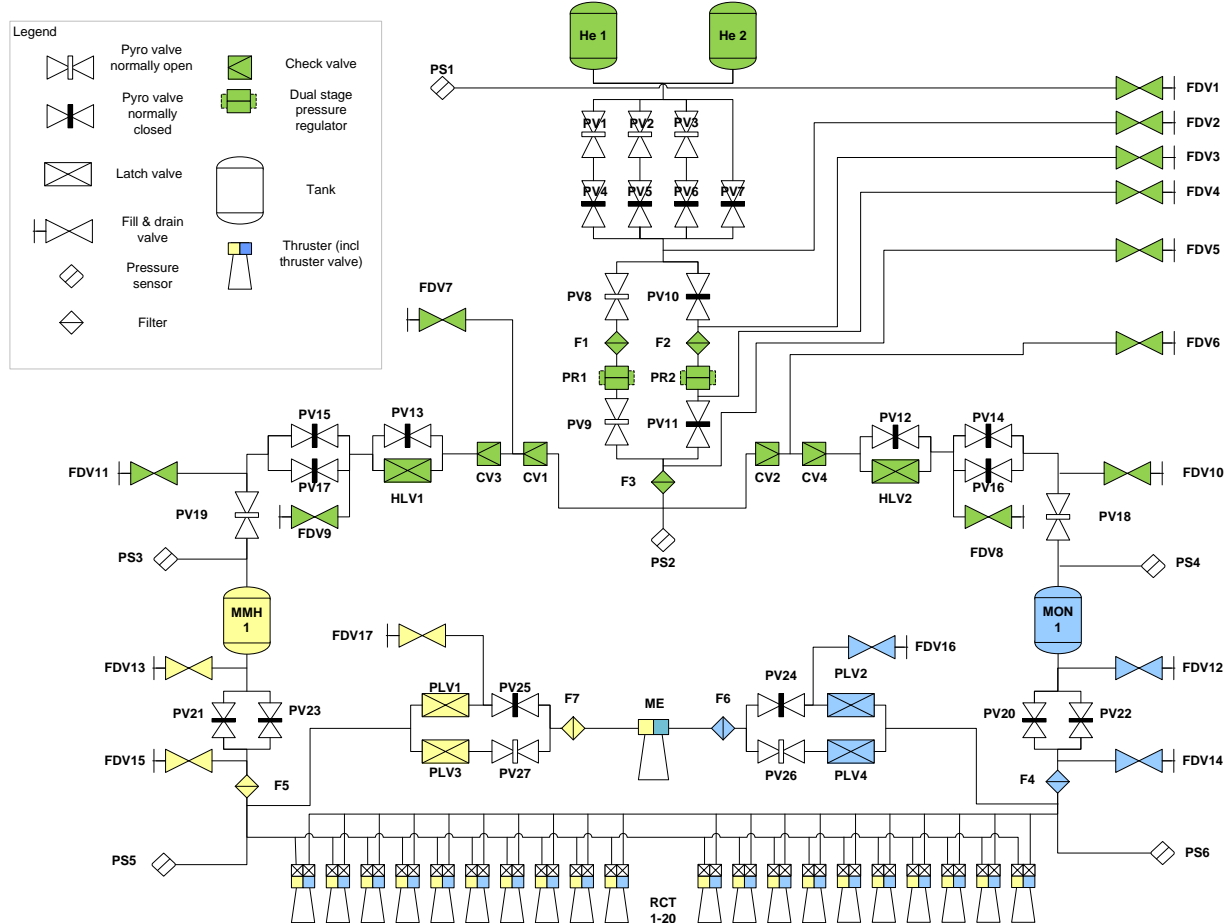 Legend
Pyro valve
normally open
Check valve
Pyro valve
normally
closed
Dual stage
pressure
regulator
Latch valve
Tank
Fill & drain
valve
Thruster (incl
thruster valve)
Pressure
sensor
Filter
He 1
He 2
PS1
FDV1
FDV2
FDV3
FDV4
FDV5
FDV6
PV1
PV2
PV3
PV4
PV5
PV6
PV7
FDV7
PV8
PV10
F1
F2
PR1
PR2
PV9
PV11
PV15
PV13
PV12
PV14
FDV11
PV17
HLV1
CV3
CV1
F3
CV2
CV4
HLV2
PV16
FDV10
PV19
FDV9
FDV8
PV18
PS3
PS2
PS4
MMH
1
MON
1
FDV17
FDV16
FDV13
FDV12
PLV1
PV25
F7
ME
F6
PV24
PLV2
PV21
PV23
PV20
PV22
PLV3
PV27
PV26
PLV4
FDV15
FDV14
F5
F4
PS5
PS6
RCT
1-20